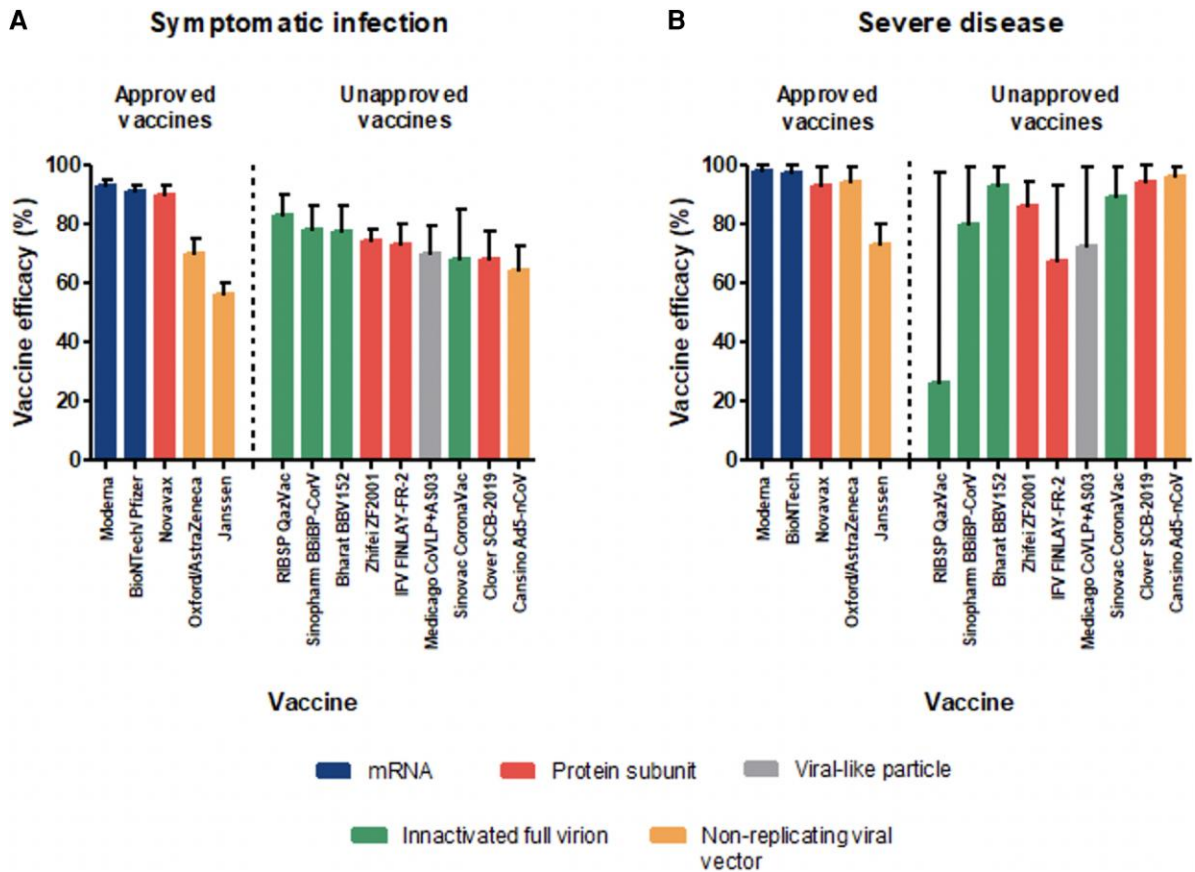 A
Symptomatic infection
Approved
vaccines
Unapproved
vaccines
Vaccine efficacy (%)
100
80
60
40
20
0
Moderna
BioNTech/Pfizer
Novavax
Oxford/AstraZeneca
Janssen
RIBSP QazVac
Sinopharm BBiBP-CorV
Bharat BBV152
Zhifei ZF2001
IFV FINLAY-FR-2
Medicago CoVLP+AS03
Sinovac CoronaVac
Clover SCB-2019
Cansino Ad5-nCoV
Vaccine
B
Severe disease
Approved
vaccines
Unapproved
vaccines
Vaccine efficacy (%)
100
80
60
40
20
0
Moderna
BioNTech
Novavax
Oxford/AstraZeneca
Janssen
RIBSP QazVac
Sinopharm BBiBP-CorV
Bharat BBV152
Zhifei ZF2001
IFV FINLAY-FR-2
Medicago CoVLP+AS03
Sinovac CoronaVac
Clover SCB-2019
Cansino Ad5-nCoV
Vaccine
mRNA
Protein subunit
Viral-like particle
Innactivated full virion
Non-replicating viral
vector